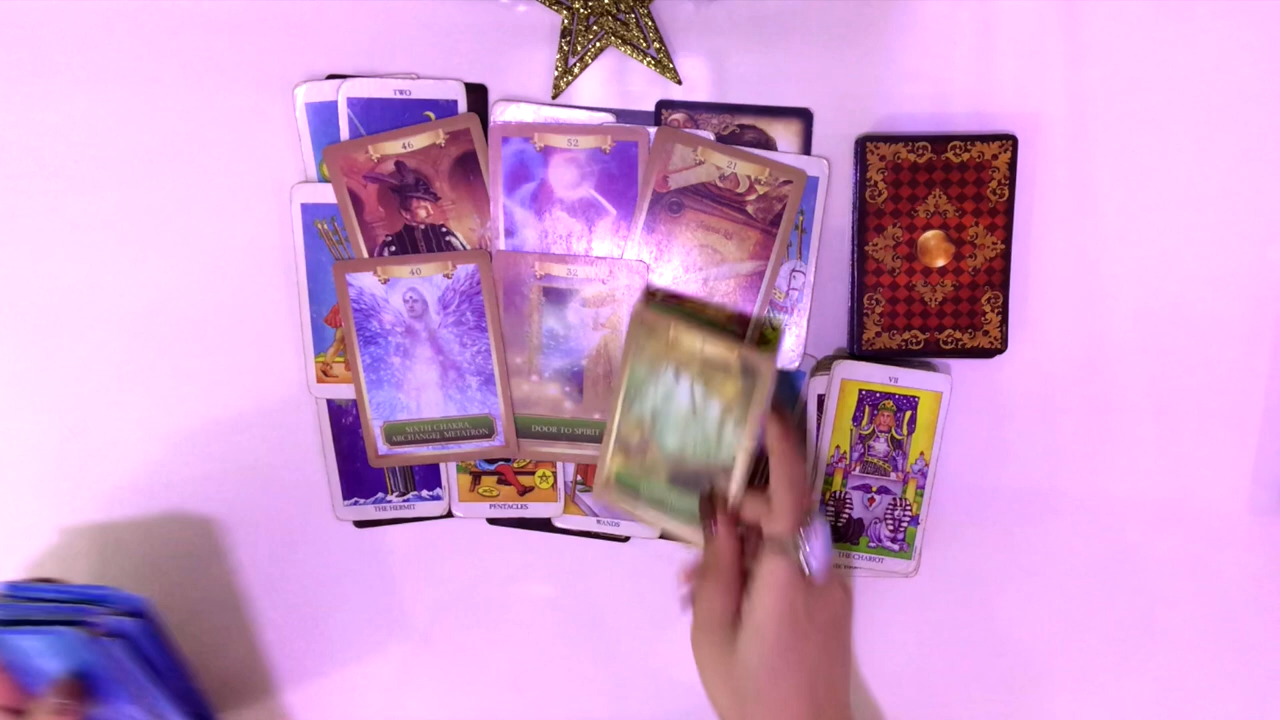 TWO
46
52
21
40
32
SIXTH CHAKRA,
ARCHANGEL METATRON
DOOR TO SPIRIT
THE HERMIT
PENTACLES
WANDS
VII
THE CHARIOT